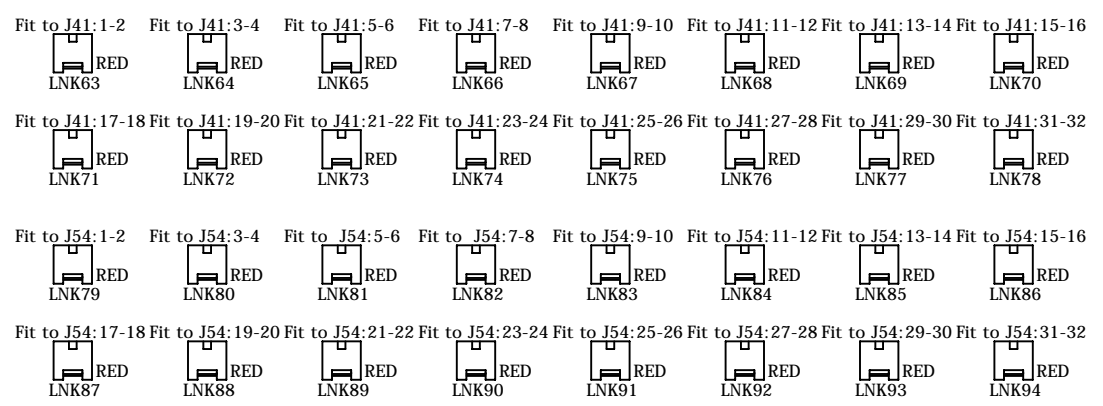 Fit to J41:1-2 Fit to J41:3-4 Fit to J41:5-6 Fit to J41:7-8 Fit to J41:9-10 Fit to J41:11-12 Fit to J41:13-14 Fit to J41:15-16
RED RED RED RED RED RED RED RED
LNK63 LNK64 LNK65 LNK66 LNK67 LNK68 LNK69 LNK70
Fit to J41:17-18 Fit to J41:19-20 Fit to J41:21-22 Fit to J41:23-24 Fit to J41:25-26 Fit to J41:27-28 Fit to J41:29-30 Fit to J41:31-32
RED RED RED RED RED RED RED RED
LNK71 LNK72 LNK73 LNK74 LNK75 LNK76 LNK77 LNK78
Fit to J54:1-2 Fit to J54:3-4 Fit to J54:5-6 Fit to J54:7-8 Fit to J54:9-10 Fit to J54:11-12 Fit to J54:13-14 Fit to J54:15-16
RED RED RED RED RED RED RED RED
LNK79 LNK80 LNK81 LNK82 LNK83 LNK84 LNK85 LNK86
Fit to J54:17-18 Fit to J54:19-20 Fit to J54:21-22 Fit to J54:23-24 Fit to J54:25-26 Fit to J54:27-28 Fit to J54:29-30 Fit to J54:31-32
RED RED RED RED RED RED RED RED
LNK87 LNK88 LNK89 LNK90 LNK91 LNK92 LNK93 LNK94